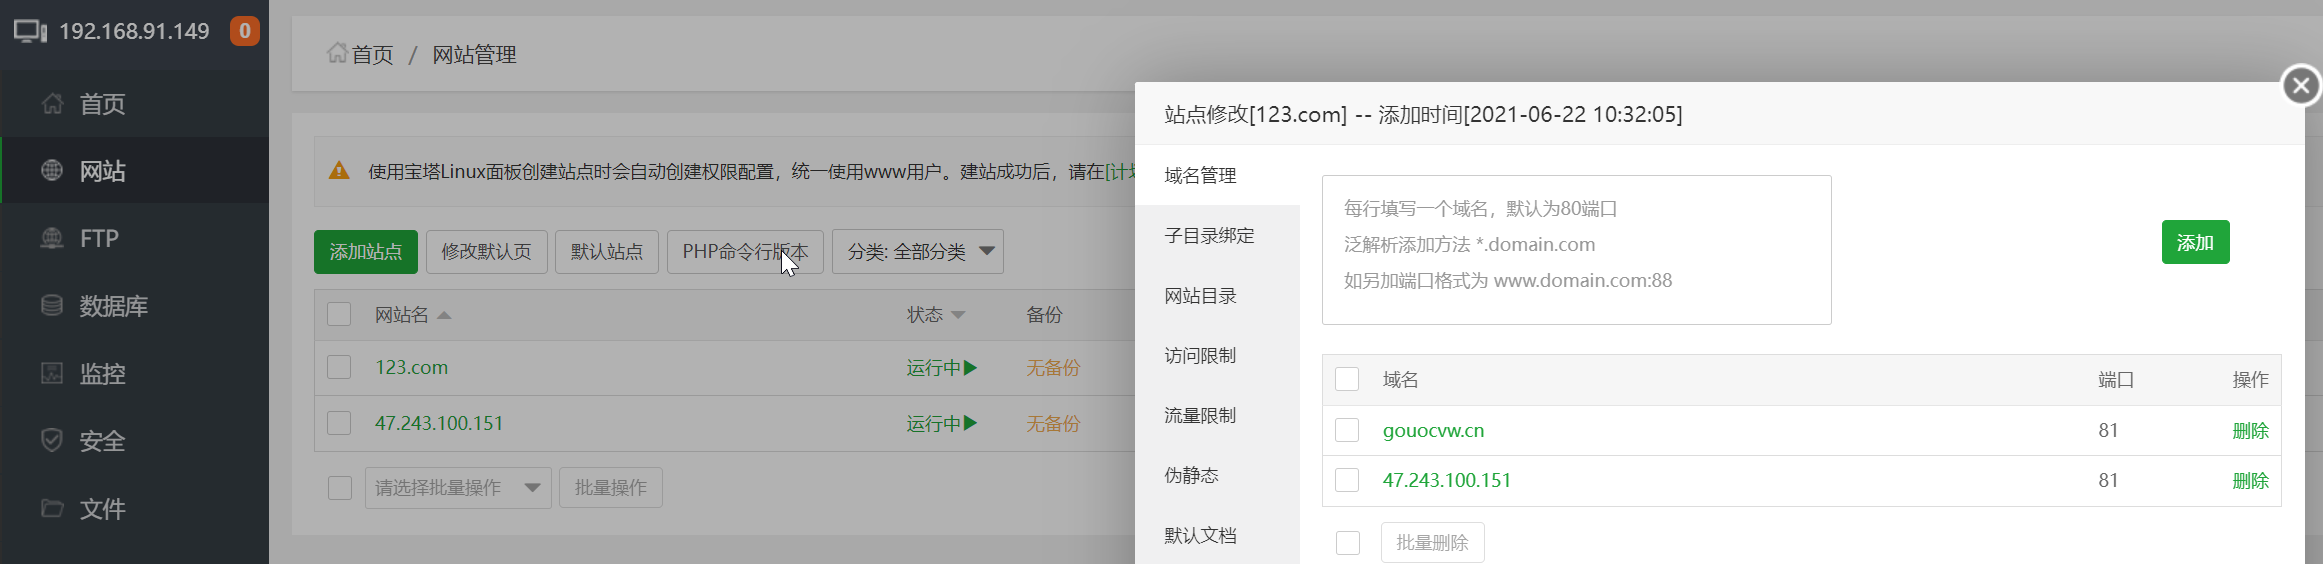 192.168.91.149 0
首页
网站
FTP
数据库
监控
安全
文件
首页 / 网站管理
使用宝塔Linux面板创建站点时会自动创建权限配置，统一使用www用户。建站成功后，请在[计
添加站点 修改默认页 默认站点 PHP命令行版本 分类: 全部分类
网站名 状态 备份
123.com 运行中 无备份
47.243.100.151 运行中 无备份
请选择批量操作 批量操作
站点修改[123.com] -- 添加时间[2021-06-22 10:32:05]
域名管理
子目录绑定
网站目录
访问限制
流量限制
伪静态
默认文档
每行填写一个域名，默认为80端口
泛解析添加方法 *.domain.com
如另加端口格式为 www.domain.com:88
添加
域名 端口 操作
gouocvw.cn 81 删除
47.243.100.151 81 删除
批量删除